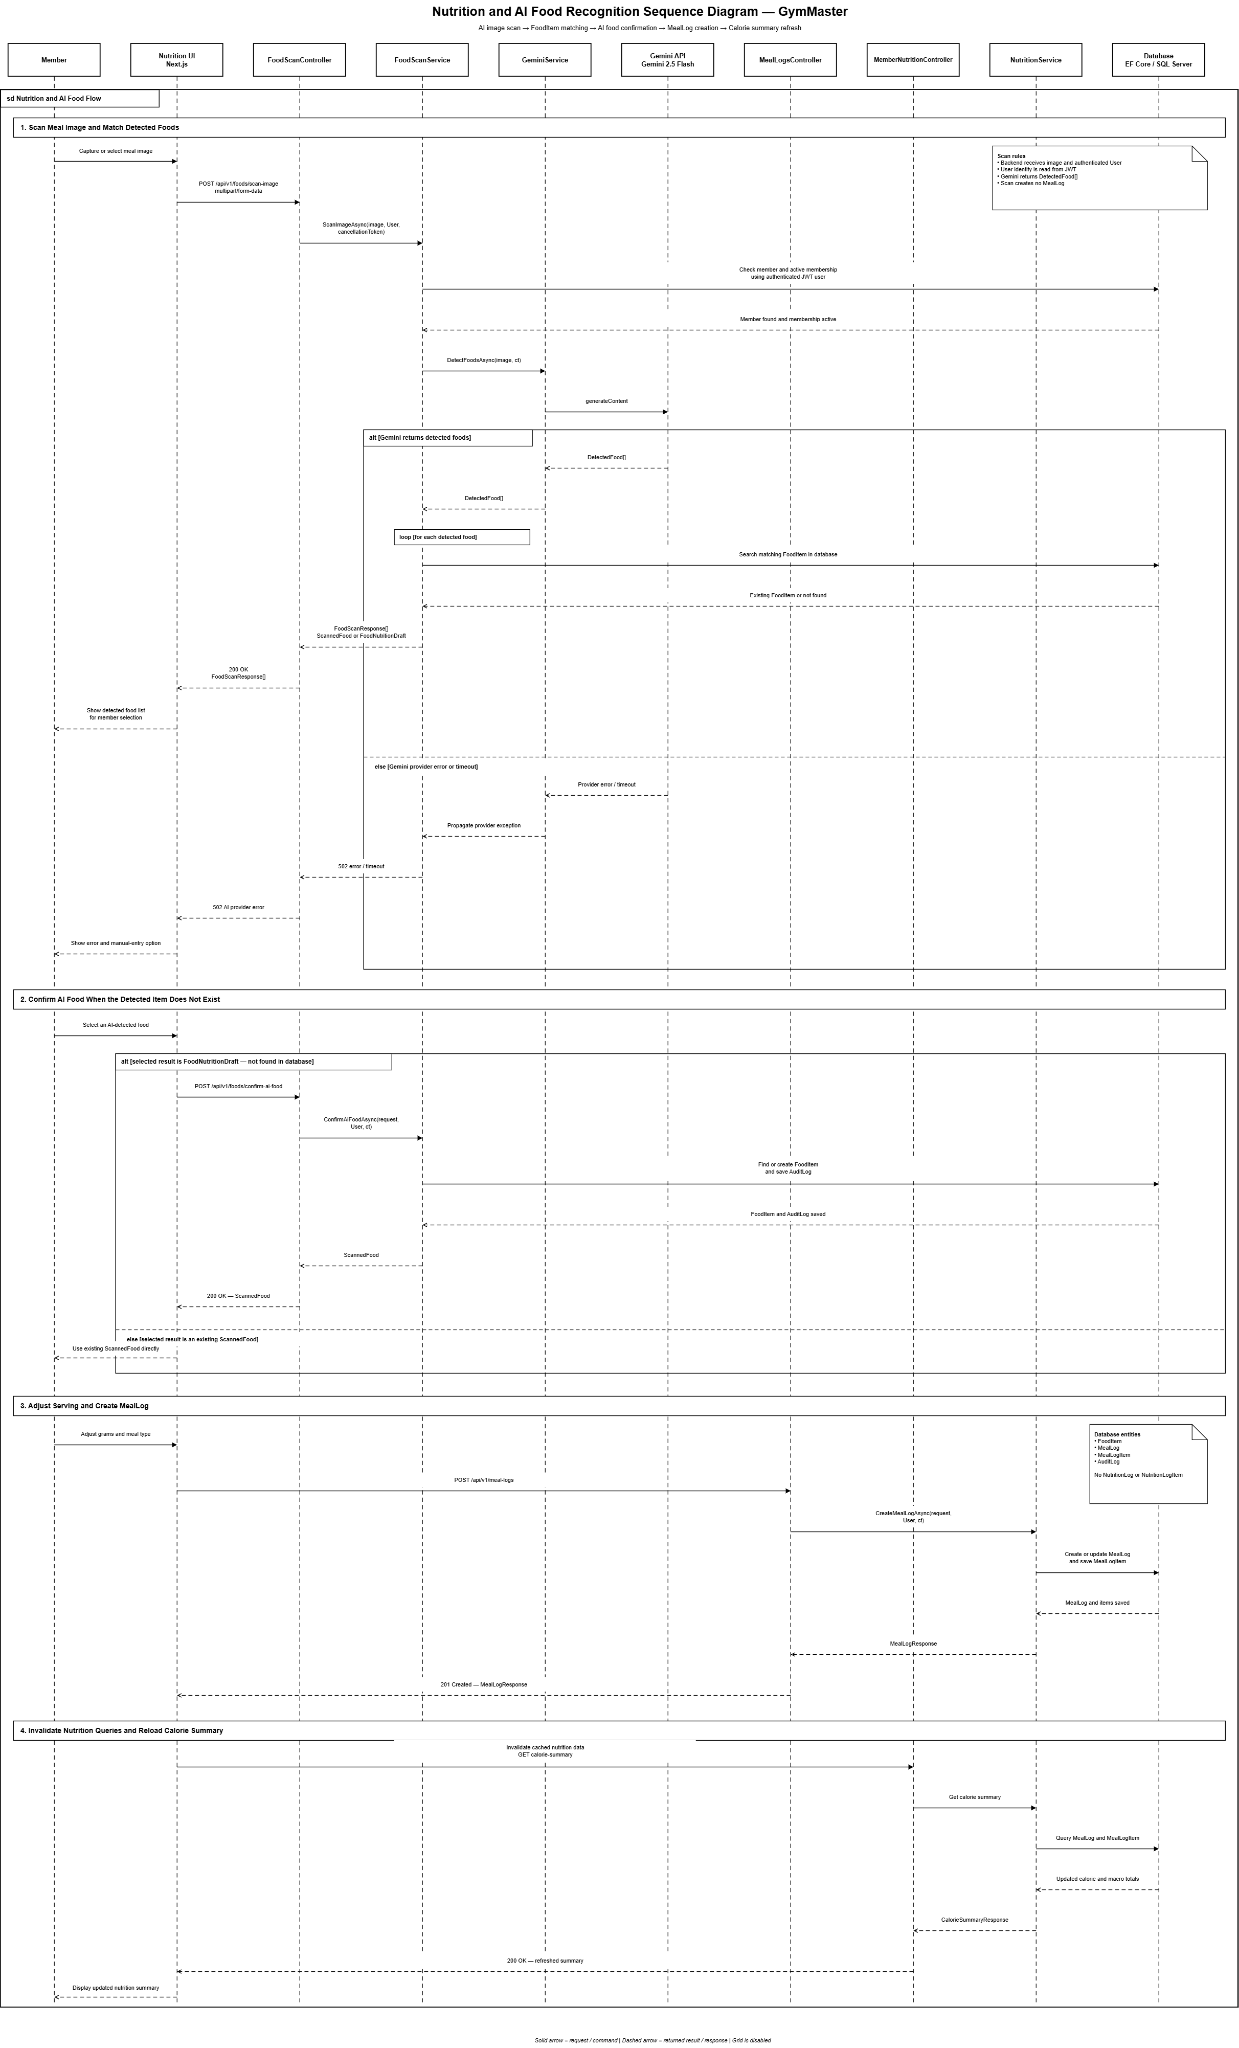 Nutrition and AI Food Recognition Sequence Diagram — GymMaster
AI image scan → FoodItem matching → AI food confirmation → MealLog creation → Calorie summary refresh
Member
Nutrition UI
Next.js
FoodScanController
FoodScanService
GeminiService
Gemini API
Gemini 2.5 Flash
MealLogsController
MemberNutritionController
NutritionService
Database
EF Core / SQL Server
sd Nutrition and AI Food Flow
1. Scan Meal Image and Match Detected Foods
Capture or select meal image
Scan rules
• Backend receives image and authenticated User
• User identity is read from JWT
• Gemini returns DetectedFood[]
• Scan creates no MealLog
POST /api/v1/foods/scan-image
multipart/form-data
ScanImageAsync(image, User,
cancellationToken)
Check member and active membership
using authenticated JWT user
Member found and membership active
DetectFoodsAsync(image, ct)
generateContent
alt [Gemini returns detected foods]
DetectedFood[]
DetectedFood[]
loop [for each detected food]
Search matching FoodItem in database
Existing FoodItem or not found
FoodScanResponse[]
ScannedFood or FoodNutritionDraft
200 OK
FoodScanResponse[]
Show detected food list
for member selection
else [Gemini provider error or timeout]
Provider error / timeout
Propagate provider exception
502 error / timeout
502 AI provider error
Show error and manual-entry option
2. Confirm AI Food When the Detected Item Does Not Exist
Select an AI-detected food
alt [selected result is FoodNutritionDraft — not found in database]
POST /api/v1/foods/confirm-ai-food
ConfirmAiFoodAsync(request,
User, ct)
Find or create FoodItem
and save AuditLog
FoodItem and AuditLog saved
ScannedFood
200 OK — ScannedFood
else [selected result is an existing ScannedFood]
Use existing ScannedFood directly
3. Adjust Serving and Create MealLog
Adjust grams and meal type
Database entities
• FoodItem
• MealLog
• MealLogItem
• AuditLog
No NutritionLog or NutritionLogItem
POST /api/v1/meal-logs
CreateMealLogAsync(request,
User, ct)
Create or update MealLog
and save MealLogItem
MealLog and items saved
MealLogResponse
201 Created — MealLogResponse
4. Invalidate Nutrition Queries and Reload Calorie Summary
Invalidate cached nutrition data
GET calorie-summary
Get calorie summary
Query MealLog and MealLogItem
Updated calorie and macro totals
CalorieSummaryResponse
200 OK — refreshed summary
Display updated nutrition summary
Solid arrow – request / command | Dashed arrow – returned result / response | Grid is disabled